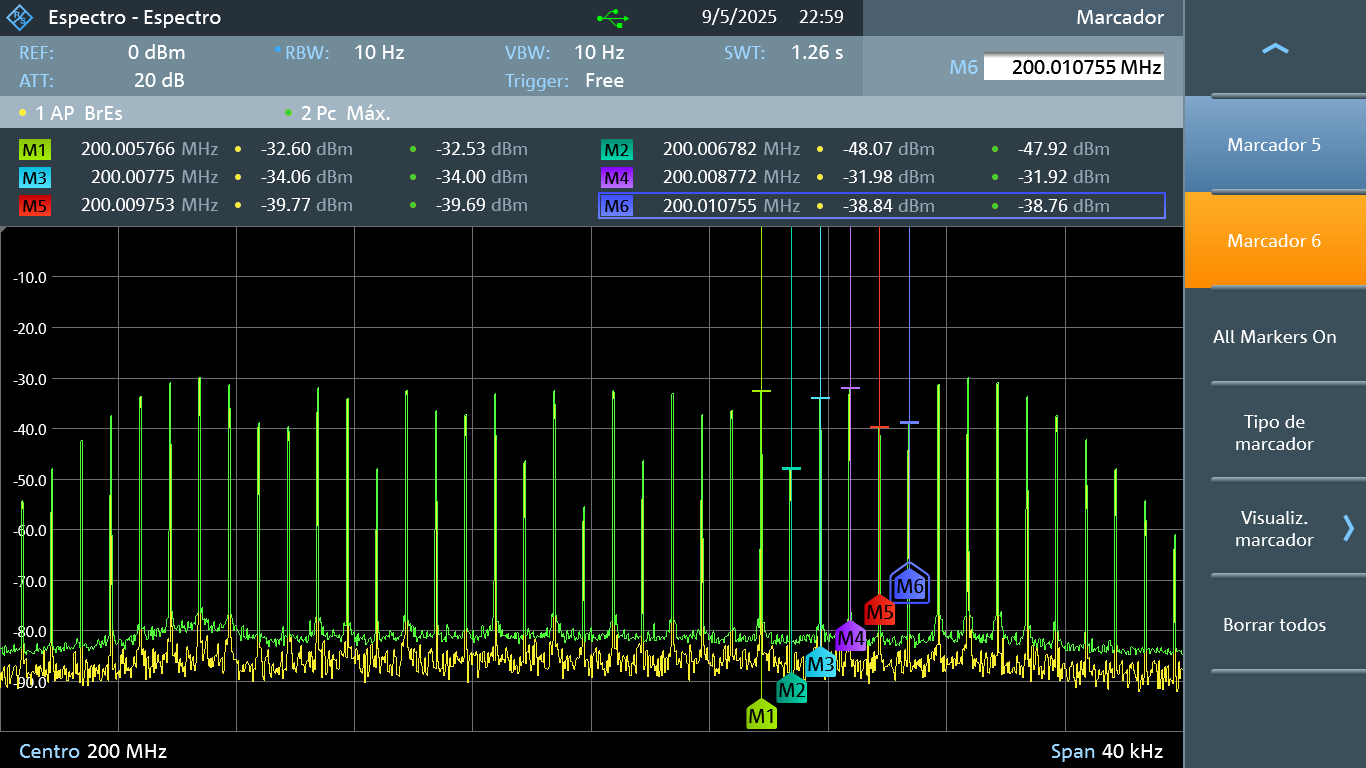 Espectro - Espectro 9/5/2025 22:59 Marcador
REF: 0 dBm RBW: 10 Hz VBW: 10 Hz SWT: 1.26 s M6 200.010755 MHz
ATT: 20 dB Trigger: Free
1 AP BrEs 2 Pc Máx.
M1 200.005766 MHz -32.60 dBm -32.53 dBm M2 200.006782 MHz -48.07 dBm -47.92 dBm
M3 200.00775 MHz -34.06 dBm -34.00 dBm M4 200.008772 MHz -31.98 dBm -31.92 dBm
M5 200.009753 MHz -39.77 dBm -39.69 dBm M6 200.010755 MHz -38.84 dBm -38.76 dBm
-10.0
-20.0
-30.0
-40.0
-50.0
-60.0
-70.0
-80.0
-90.0
M6
M5
M4
M3
M2
M1
Centro 200 MHz Span 40 kHz
Marcador 5
Marcador 6
All Markers On
Tipo de
marcador
Visualiz.
marcador
Borrar todos